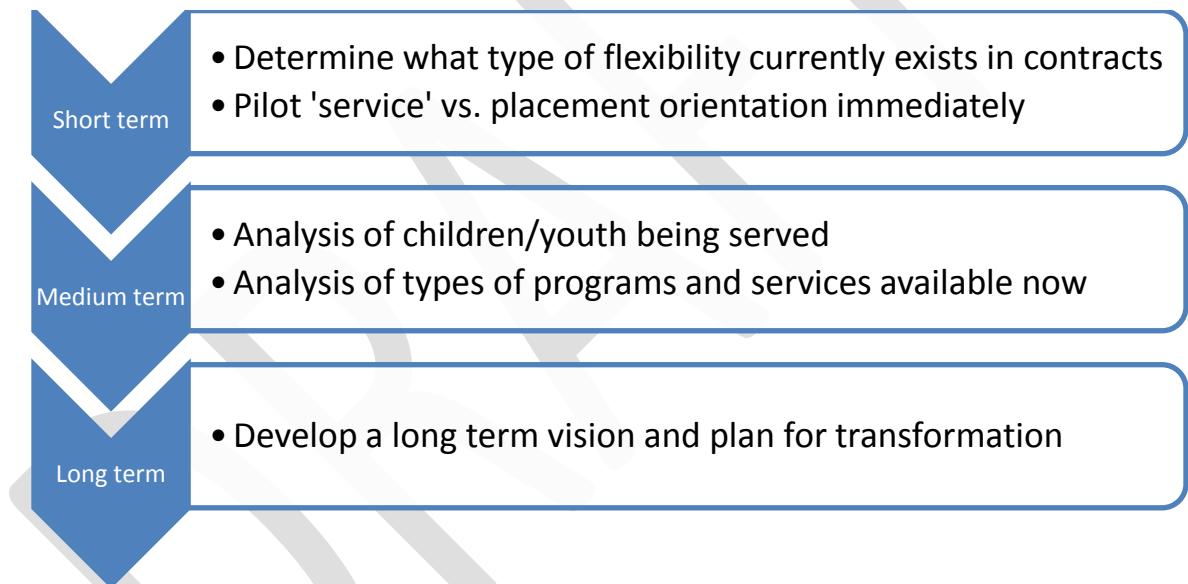 Short term
• Determine what type of flexibility currently exists in contracts
• Pilot 'service' vs. placement orientation immediately
Medium term
• Analysis of children/youth being served
• Analysis of types of programs and services available now
Long term
• Develop a long term vision and plan for transformation
DRAFT